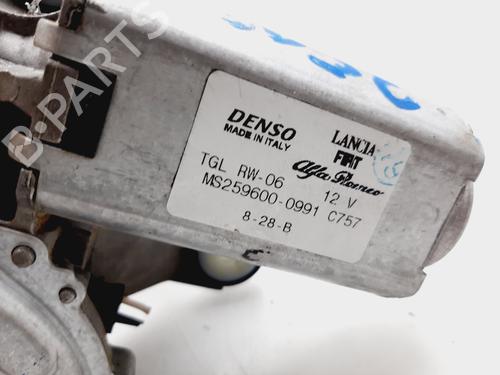 DENSO
MADE IN ITALY
LANCIA
FIAT
Alfa Romeo
TGL RW-06 12 V
MS259600-0991 C757
8-28-B
B-PARTS